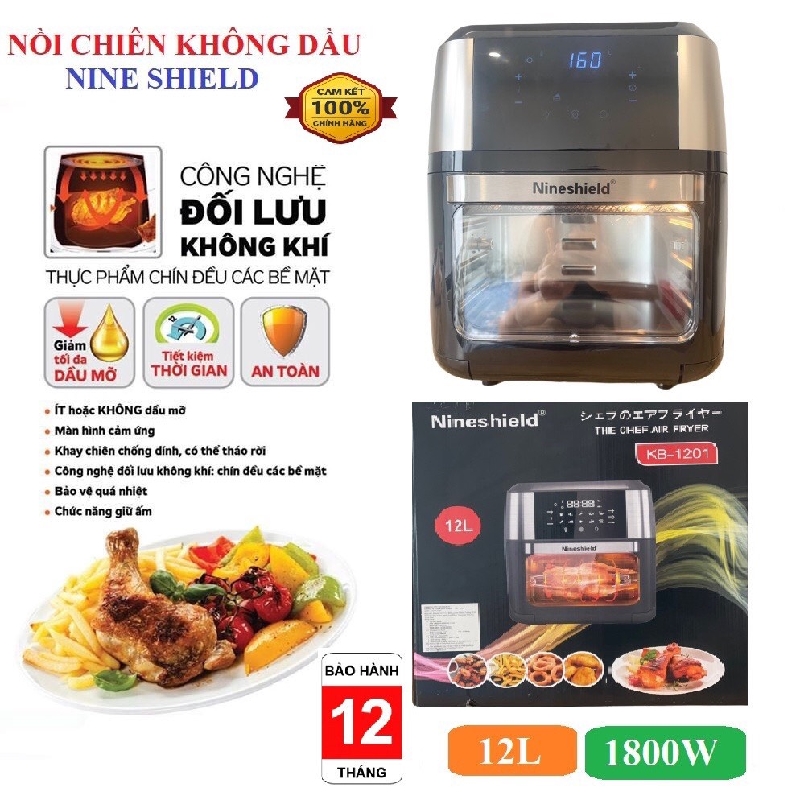 NỒI CHIÊN KHÔNG DẦU
NINE SHIELD
CAM KẾT
100%
CHÍNH HÃNG
160
Nineshield®
CÔNG NGHỆ
ĐỐI LƯU
KHÔNG KHÍ
THỰC PHẨM CHÍN ĐỀU CÁC BỀ MẶT
Giảm
tối đa
DẦU MỠ
Tiết kiệm
THỜI GIAN
AN TOÀN
• ÍT hoặc KHÔNG dầu mỡ
• Màn hình cảm ứng
• Khay chiên chống dính, có thể tháo rời
• Công nghệ đối lưu không khí: chín đều các bề mặt
• Bảo vệ quá nhiệt
• Chức năng giữ ấm
Nineshield®
シェフのエアフライヤー
THE CHEF AIR FRYER
KB-1201
12L
88:88
Nineshield
BẢO HÀNH
12
THÁNG
12L
1800W